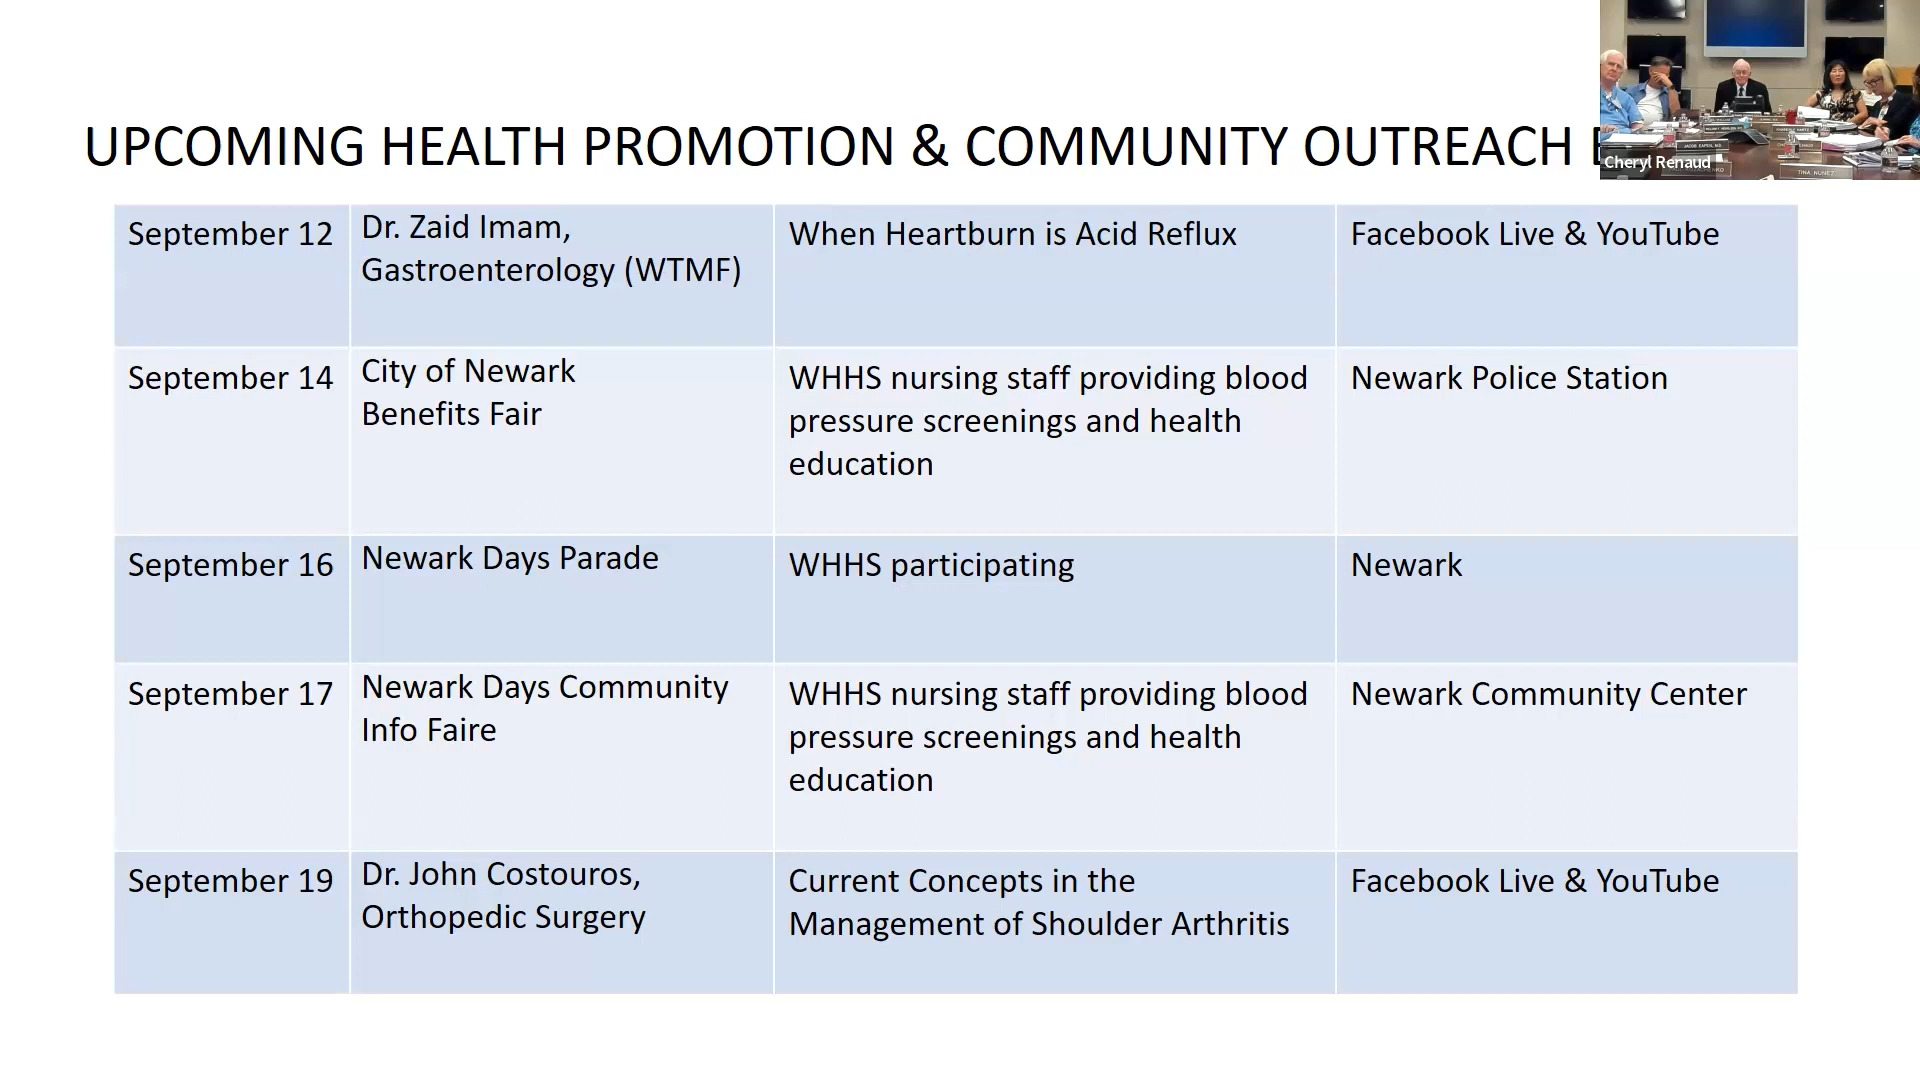 UPCOMING HEALTH PROMOTION & COMMUNITY OUTREACH
Cheryl Renaud
TINA NUNEZ
September 12
Dr. Zaid Imam,
Gastroenterology (WTMF)
When Heartburn is Acid Reflux
Facebook Live & YouTube
September 14
City of Newark
Benefits Fair
WHHS nursing staff providing blood
pressure screenings and health
education
Newark Police Station
September 16
Newark Days Parade
WHHS participating
Newark
September 17
Newark Days Community
Info Faire
WHHS nursing staff providing blood
pressure screenings and health
education
Newark Community Center
September 19
Dr. John Costouros,
Orthopedic Surgery
Current Concepts in the
Management of Shoulder Arthritis
Facebook Live & YouTube